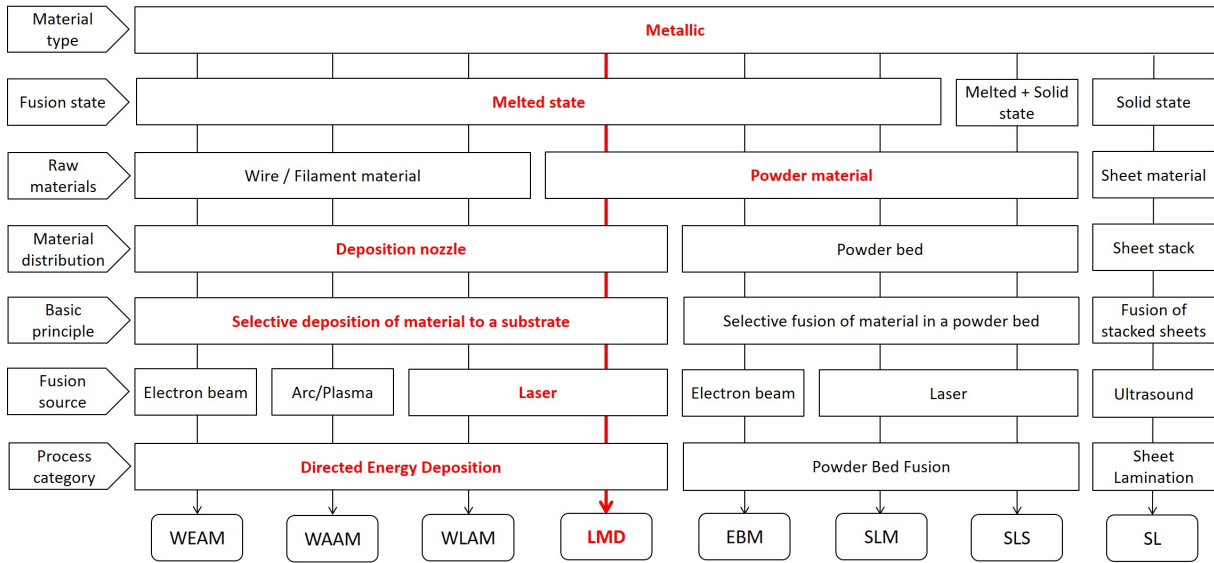 Material
type
Metallic
Fusion state
Melted state
Melted + Solid
state
Solid state
Raw
materials
Wire / Filament material
Powder material
Sheet material
Material
distribution
Deposition nozzle
Powder bed
Sheet stack
Basic
principle
Selective deposition of material to a substrate
Selective fusion of material in a powder bed
Fusion of
stacked sheets
Fusion
source
Electron beam
Arc/Plasma
Laser
Electron beam
Laser
Ultrasound
Process
category
Directed Energy Deposition
Powder Bed Fusion
Sheet
Lamination
WEAM
WAAM
WLAM
LMD
EBM
SLM
SLS
SL